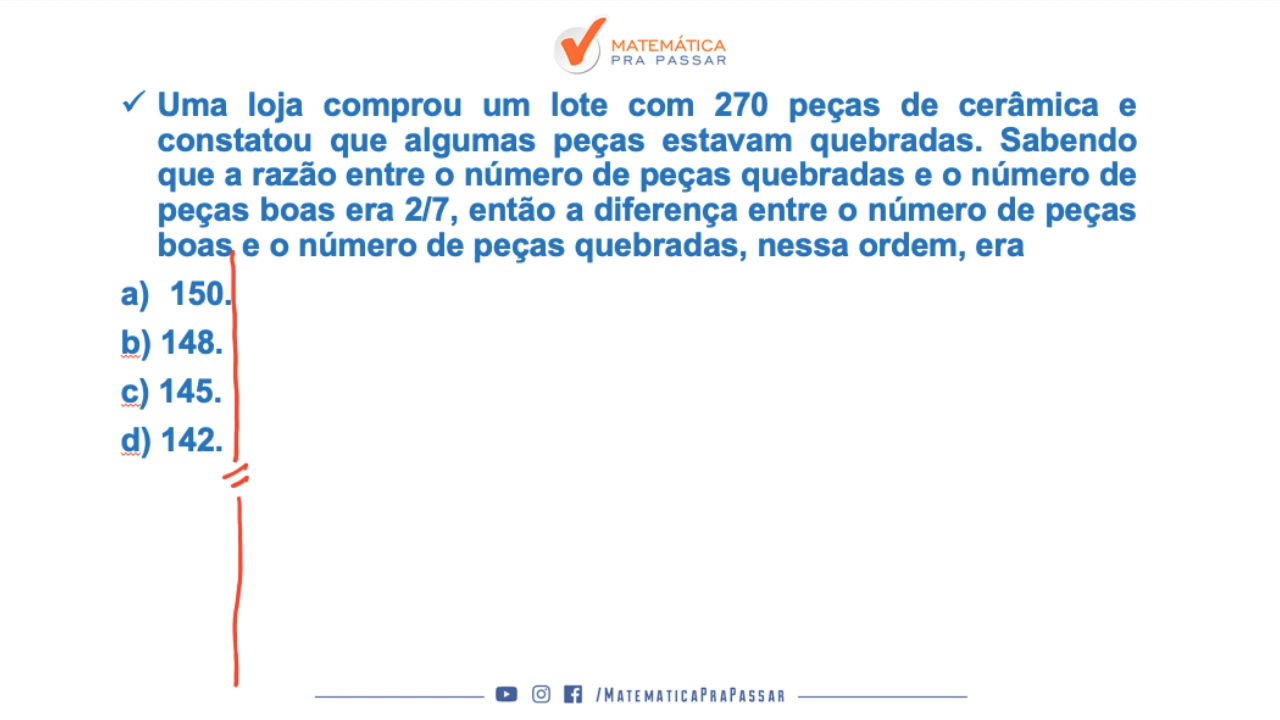 MATEMÁTICA
PRA PASSAR
✓ Uma loja comprou um lote com 270 peças de cerâmica e
constatou que algumas peças estavam quebradas. Sabendo
que a razão entre o número de peças quebradas e o número de
peças boas era 2/7, então a diferença entre o número de peças
boas e o número de peças quebradas, nessa ordem, era
a) 150.
b) 148.
c) 145.
d) 142.
/MATEMATICAPRAPASSAR